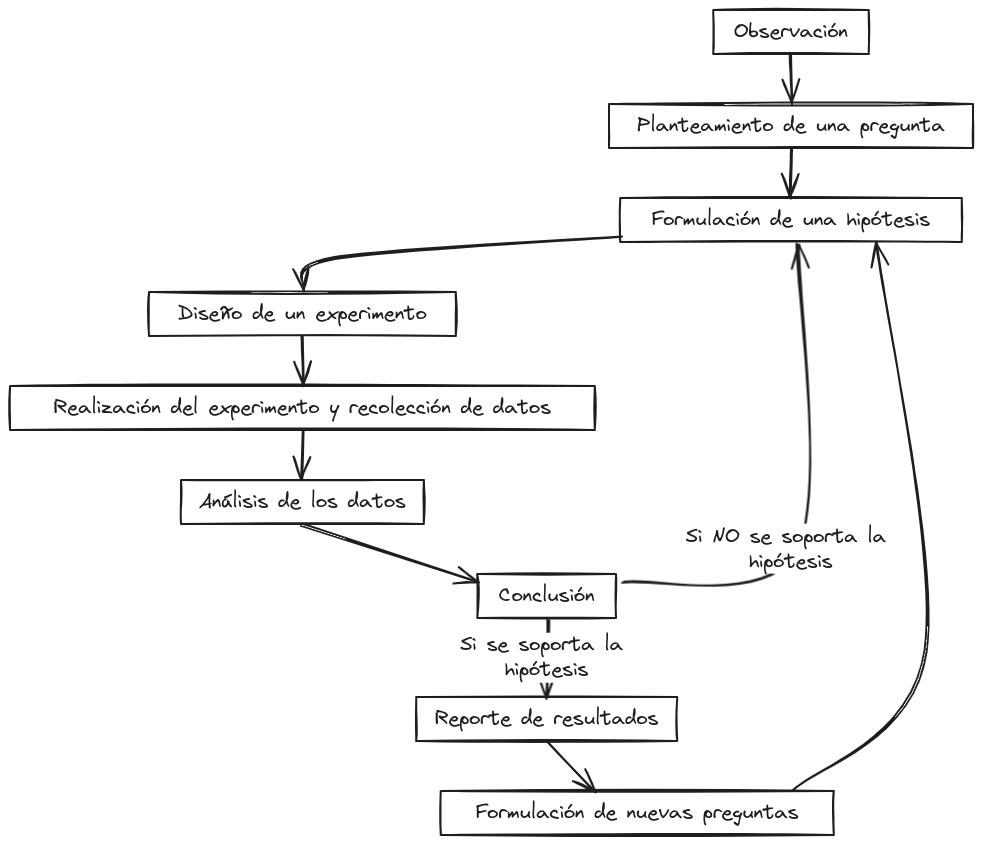 Observación
Planteamiento de una pregunta
Formulación de una hipótesis
Diseño de un experimento
Realización del experimento y recolección de datos
Análisis de los datos
Si NO se soporta la
hipótesis
Conclusión
Si se soporta la
hipótesis
Reporte de resultados
Formulación de nuevas preguntas